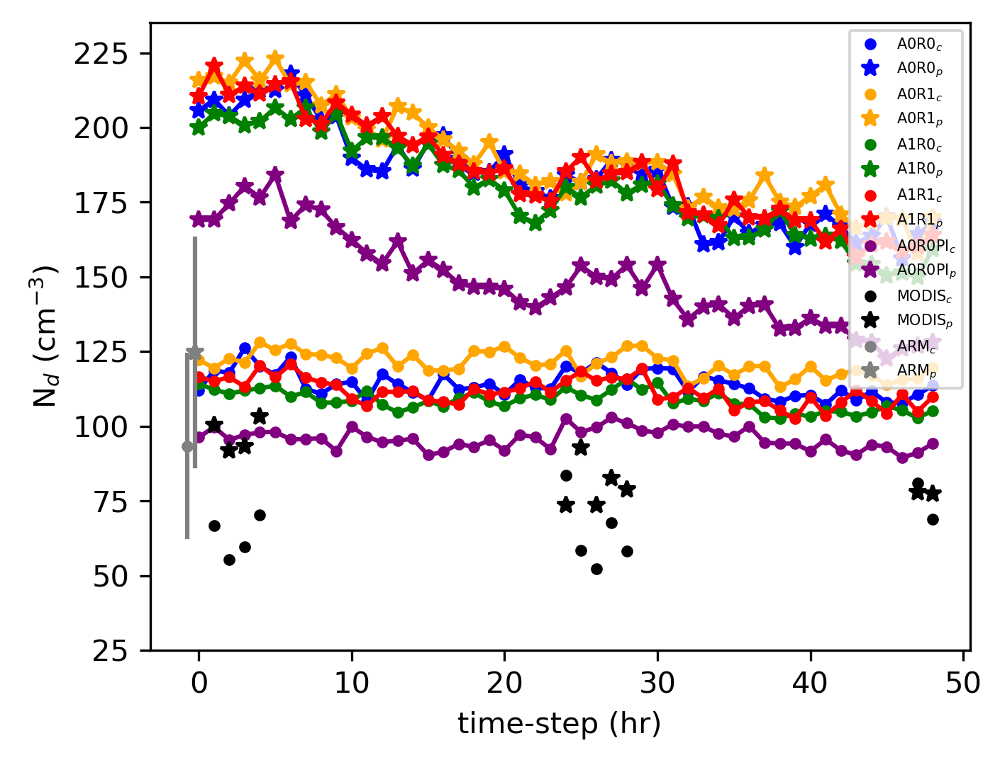 225
200
175
150
125
100
75
50
25
N_d (cm⁻³)
0 10 20 30 40 50
time-step (hr)
A0R0_c
A0R0_p
A0R1_c
A0R1_p
A1R0_c
A1R0_p
A1R1_c
A1R1_p
A0R0PI_c
A0R0PI_p
MODIS_c
MODIS_p
ARM_c
ARM_p